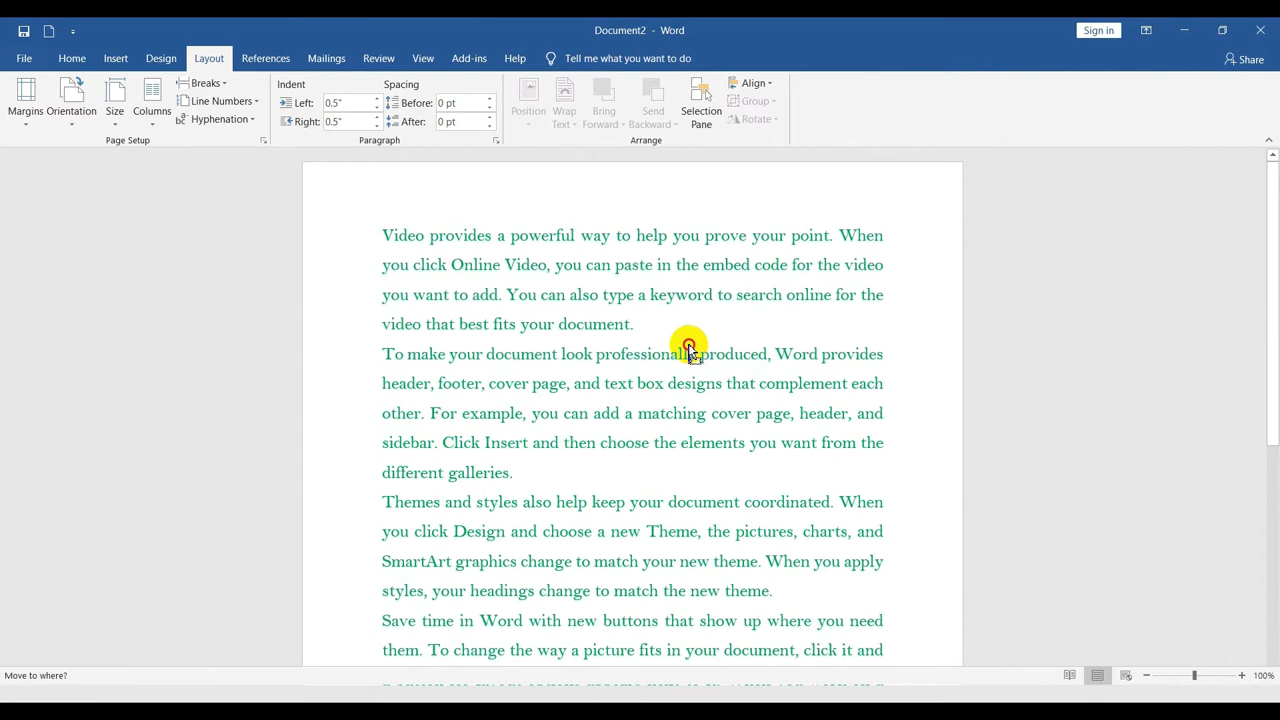 Document2 - Word
Sign in
File Home Insert Design Layout References Mailings Review View Add-ins Help Tell me what you want to do
Share
Margins
Orientation
Size
Columns
Breaks
Line Numbers
Hyphenation
Page Setup
Indent
Left: 0.5"
Right: 0.5"
Spacing
Before: 0 pt
After: 0 pt
Paragraph
Position
Wrap Text
Bring Forward
Send Backward
Selection Pane
Align
Group
Rotate
Arrange
Video provides a powerful way to help you prove your point. When
you click Online Video, you can paste in the embed code for the video
you want to add. You can also type a keyword to search online for the
video that best fits your document.
To make your document look professionally produced, Word provides
header, footer, cover page, and text box designs that complement each
other. For example, you can add a matching cover page, header, and
sidebar. Click Insert and then choose the elements you want from the
different galleries.
Themes and styles also help keep your document coordinated. When
you click Design and choose a new Theme, the pictures, charts, and
SmartArt graphics change to match your new theme. When you apply
styles, your headings change to match the new theme.
Save time in Word with new buttons that show up where you need
them. To change the way a picture fits in your document, click it and
Move to where?
100%